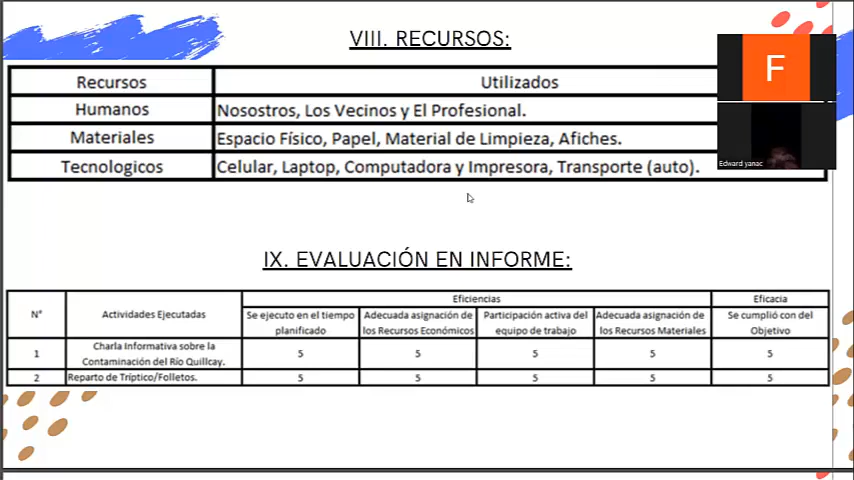 VIII. RECURSOS:
Recursos Utilizados
Humanos Nosostros, Los Vecinos y El Profesional.
Materiales Espacio Físico, Papel, Material de Limpieza, Afiches.
Tecnologicos Celular, Laptop, Computadora y Impresora, Transporte (auto).
F
Edward yanac
IX. EVALUACIÓN EN INFORME:
N° Actividades Ejecutadas Eficiencias Eficacia
Se ejecuto en el tiempo Adecuada asignación de Participación activa del Adecuada asignación de Se cumplió con del
planificado los Recursos Económicos equipo de trabajo los Recursos Materiales Objetivo
1 Charla Informativa sobre la 5 5 5 5 5
Contaminación del Río Quillcay.
2 Reparto de Tríptico/Folletos. 5 5 5 5 5